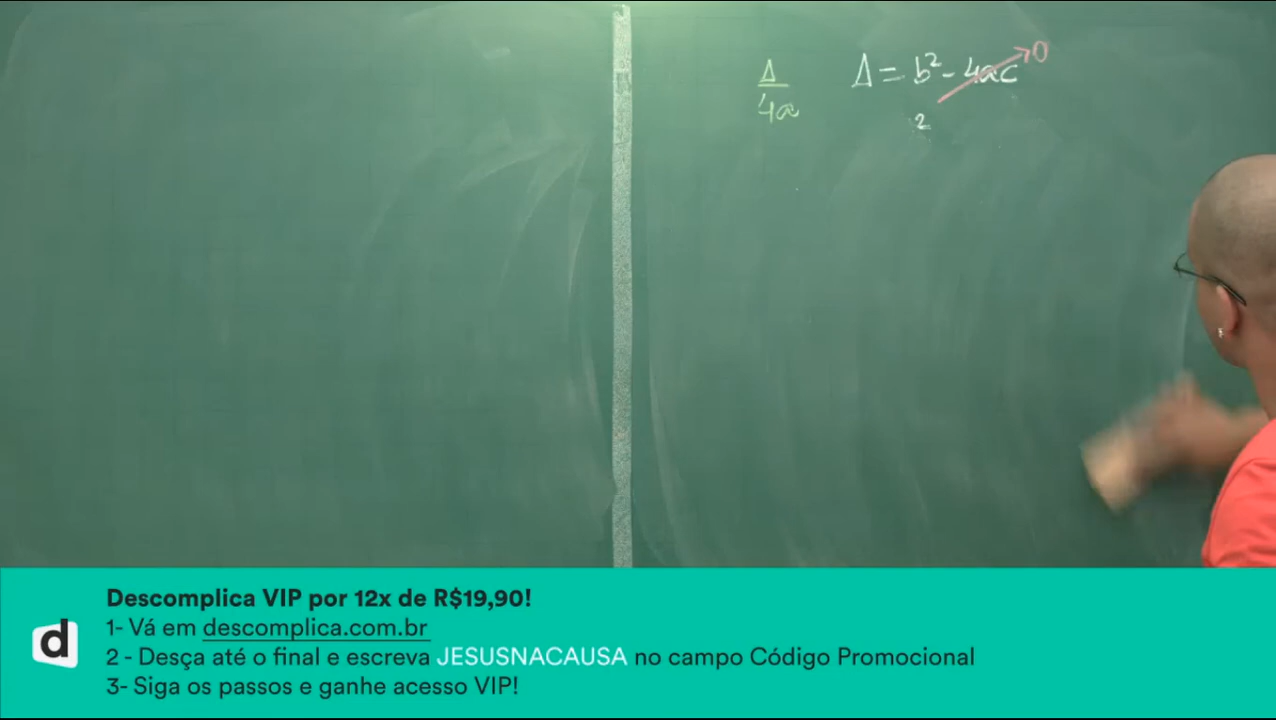 Δ/4a
Δ = b² - 4ac → 0
2
d
Descomplica VIP por 12x de R$19,90!
1- Vá em descomplica.com.br
2 - Desça até o final e escreva JESUSNACAUSA no campo Código Promocional
3- Siga os passos e ganhe acesso VIP!